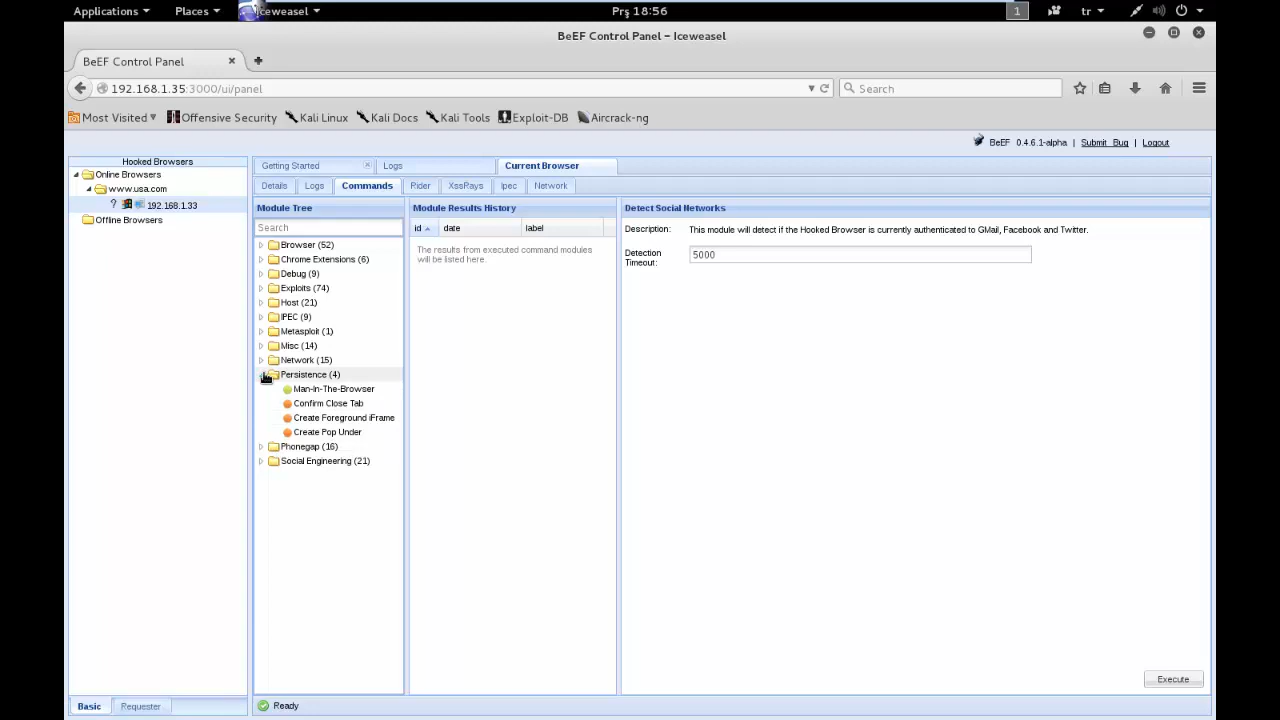 Applications Places Iceweasel Prş 18:56 1 tr
BeEF Control Panel – Iceweasel
BeEF Control Panel
192.168.1.35:3000/ui/panel Search
Most Visited Offensive Security Kali Linux Kali Docs Kali Tools Exploit-DB Aircrack-ng
BeEF 0.4.6.1-alpha | Submit Bug | Logout
Hooked Browsers
Online Browsers
www.usa.com
? 192.168.1.33
Offline Browsers
Basic Requester
Getting Started Logs Current Browser
Details Logs Commands Rider XssRays Ipec Network
Module Tree
Search
Browser (52)
Chrome Extensions (6)
Debug (9)
Exploits (74)
Host (21)
IPEC (9)
Metasploit (1)
Misc (14)
Network (15)
Persistence (4)
Man-In-The-Browser
Confirm Close Tab
Create Foreground iFrame
Create Pop Under
Phonegap (16)
Social Engineering (21)
Module Results History
id date label
The results from executed command modules
will be listed here.
Detect Social Networks
Description: This module will detect if the Hooked Browser is currently authenticated to GMail, Facebook and Twitter.
Detection
Timeout: 5000
Execute
Ready